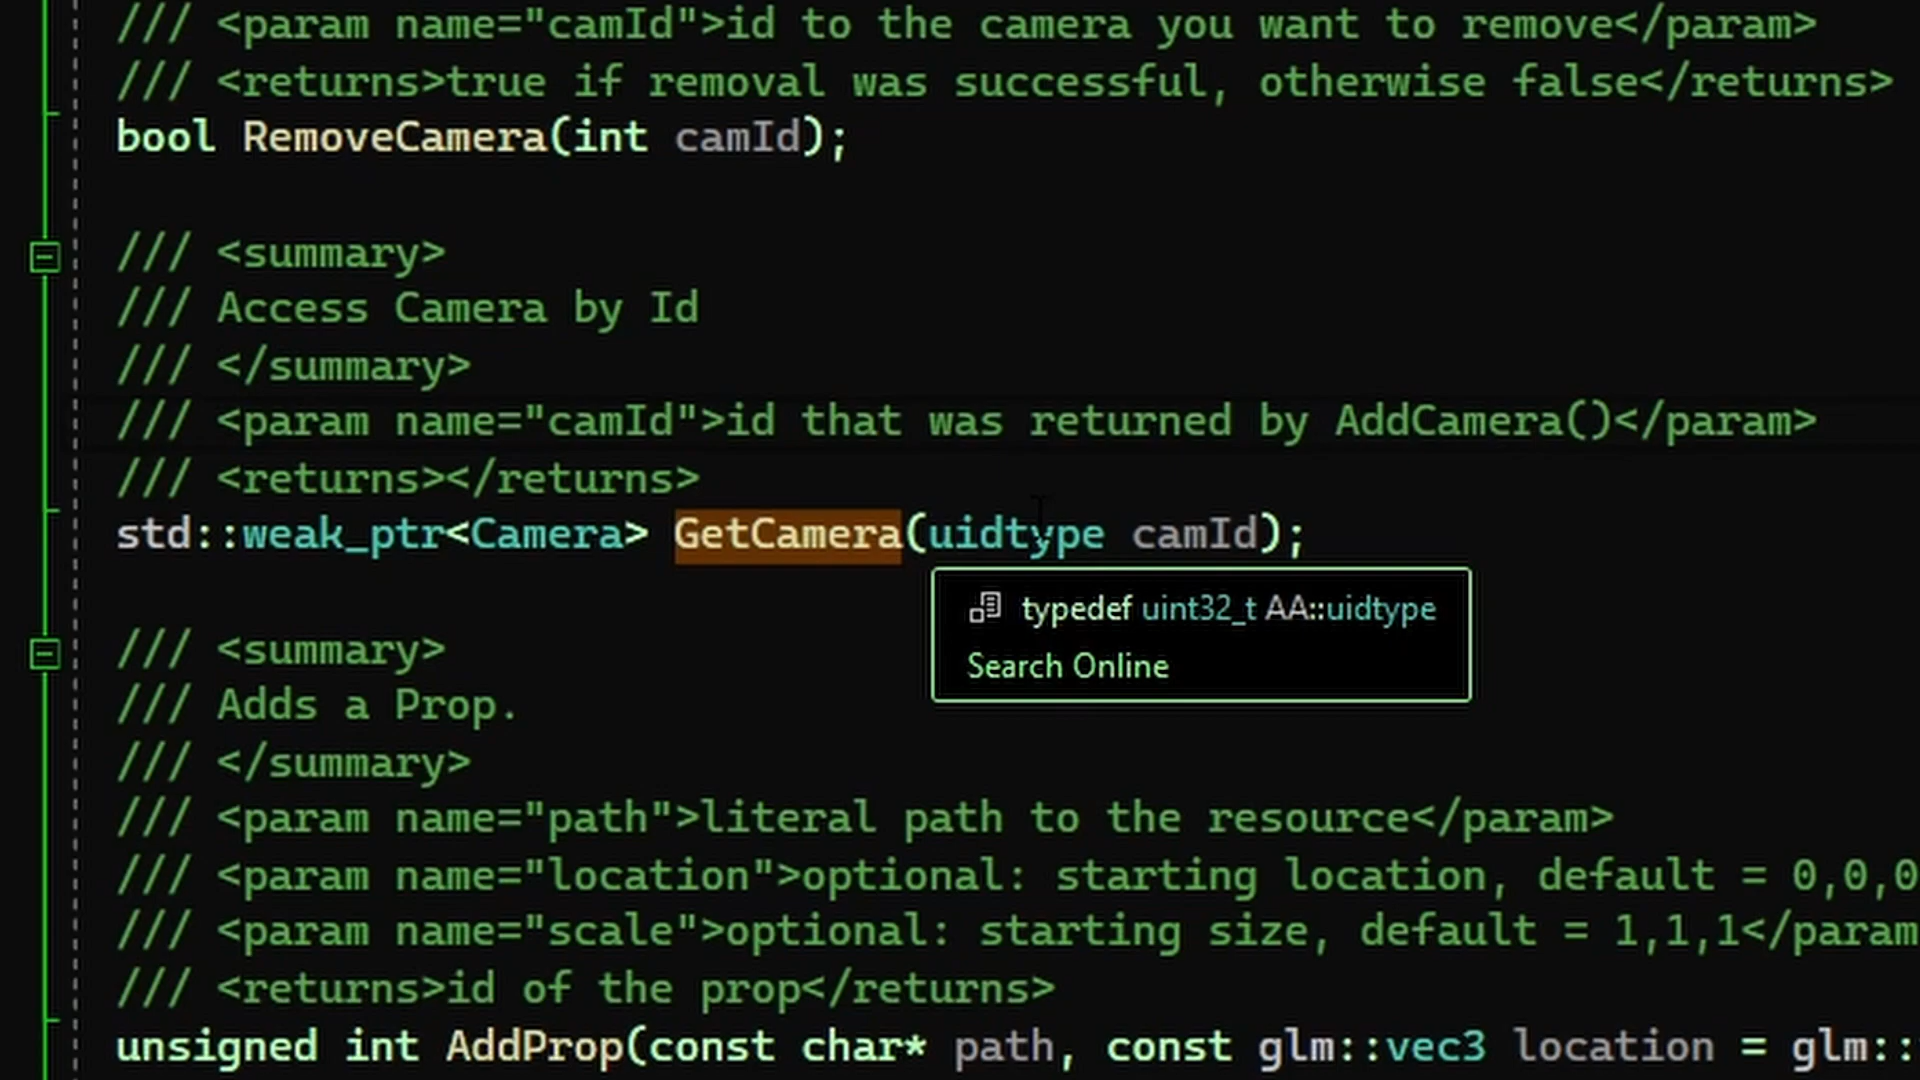 /// <param name="camId">id to the camera you want to remove</param>
/// <returns>true if removal was successful, otherwise false</returns>
bool RemoveCamera(int camId);
/// <summary>
/// Access Camera by Id
/// </summary>
/// <param name="camId">id that was returned by AddCamera()</param>
/// <returns></returns>
std::weak_ptr<Camera> GetCamera(uidtype camId);
typedef uint32_t AA::uidtype
Search Online
/// <summary>
/// Adds a Prop.
/// </summary>
/// <param name="path">literal path to the resource</param>
/// <param name="location">optional: starting location, default = 0,0,0
/// <param name="scale">optional: starting size, default = 1,1,1</param
/// <returns>id of the prop</returns>
unsigned int AddProp(const char* path, const glm::vec3 location = glm::